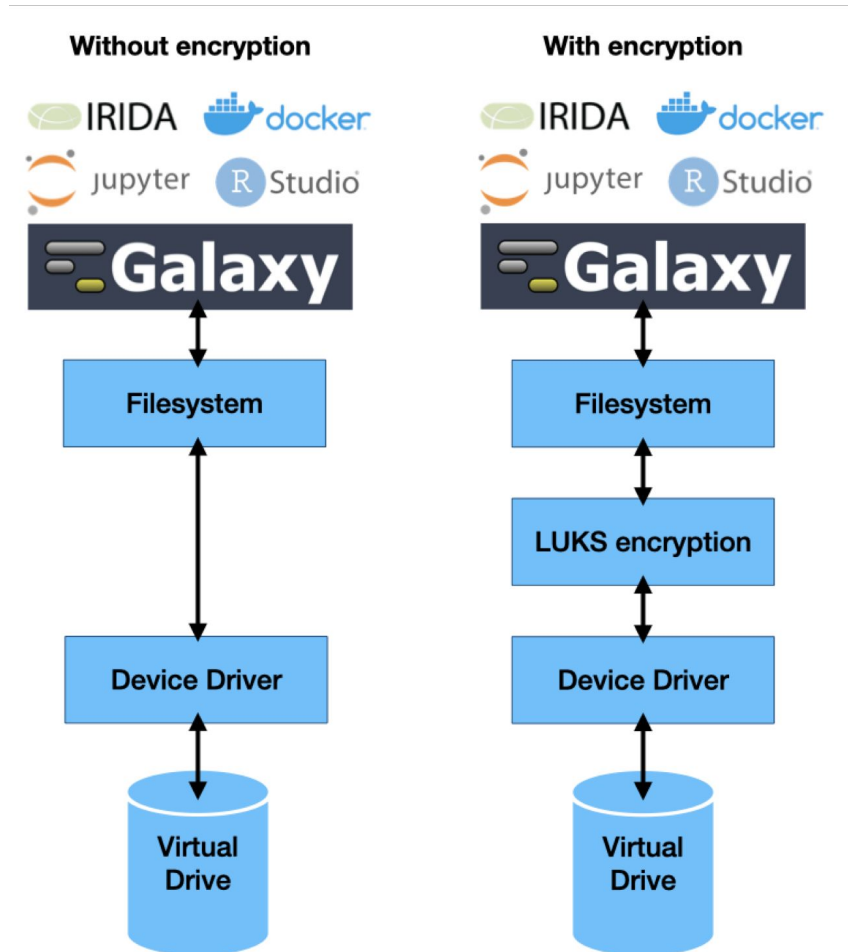 Without encryption
IRIDA
docker
jupyter
R Studio®
Galaxy
Filesystem
Device Driver
Virtual
Drive
With encryption
IRIDA
docker
jupyter
R Studio®
Galaxy
Filesystem
LUKS encryption
Device Driver
Virtual
Drive